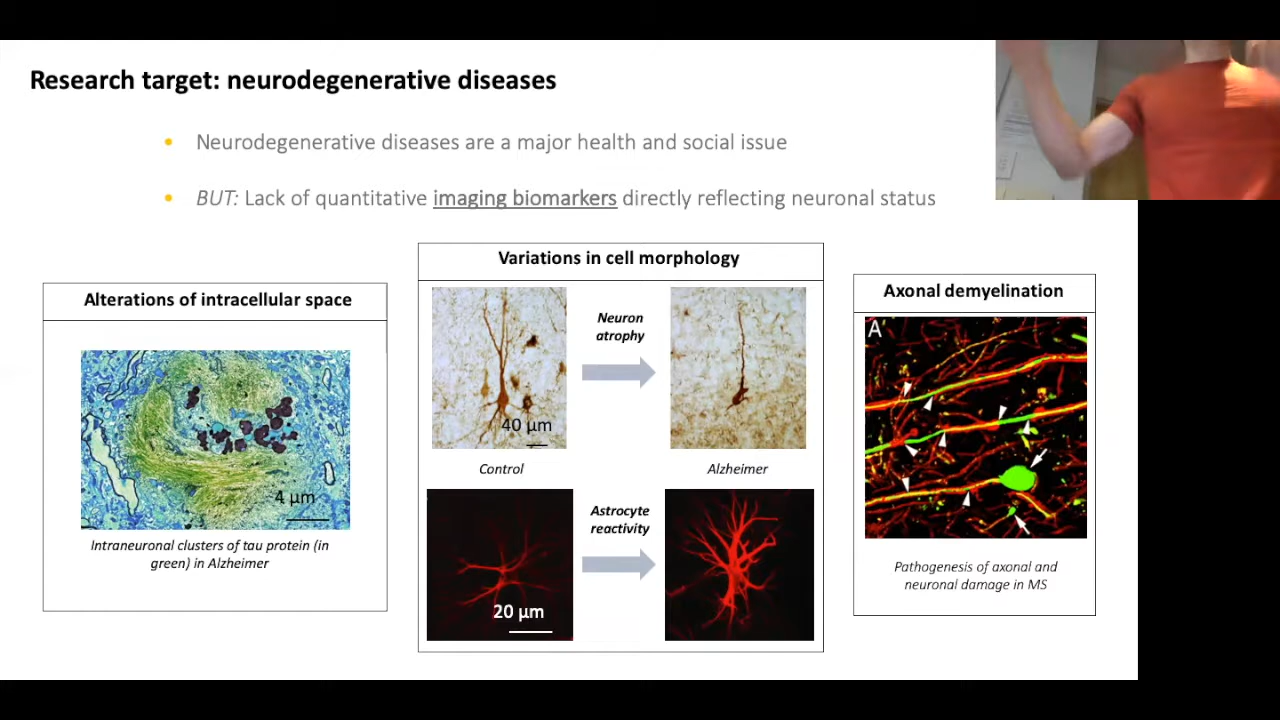 Research target: neurodegenerative diseases
• Neurodegenerative diseases are a major health and social issue
• BUT: Lack of quantitative imaging biomarkers directly reflecting neuronal status
Alterations of intracellular space
4 µm
Intraneuronal clusters of tau protein (in
green) in Alzheimer
Variations in cell morphology
Neuron
atrophy
40 µm
Control
Alzheimer
Astrocyte
reactivity
20 µm
Axonal demyelination
A
Pathogenesis of axonal and
neuronal damage in MS